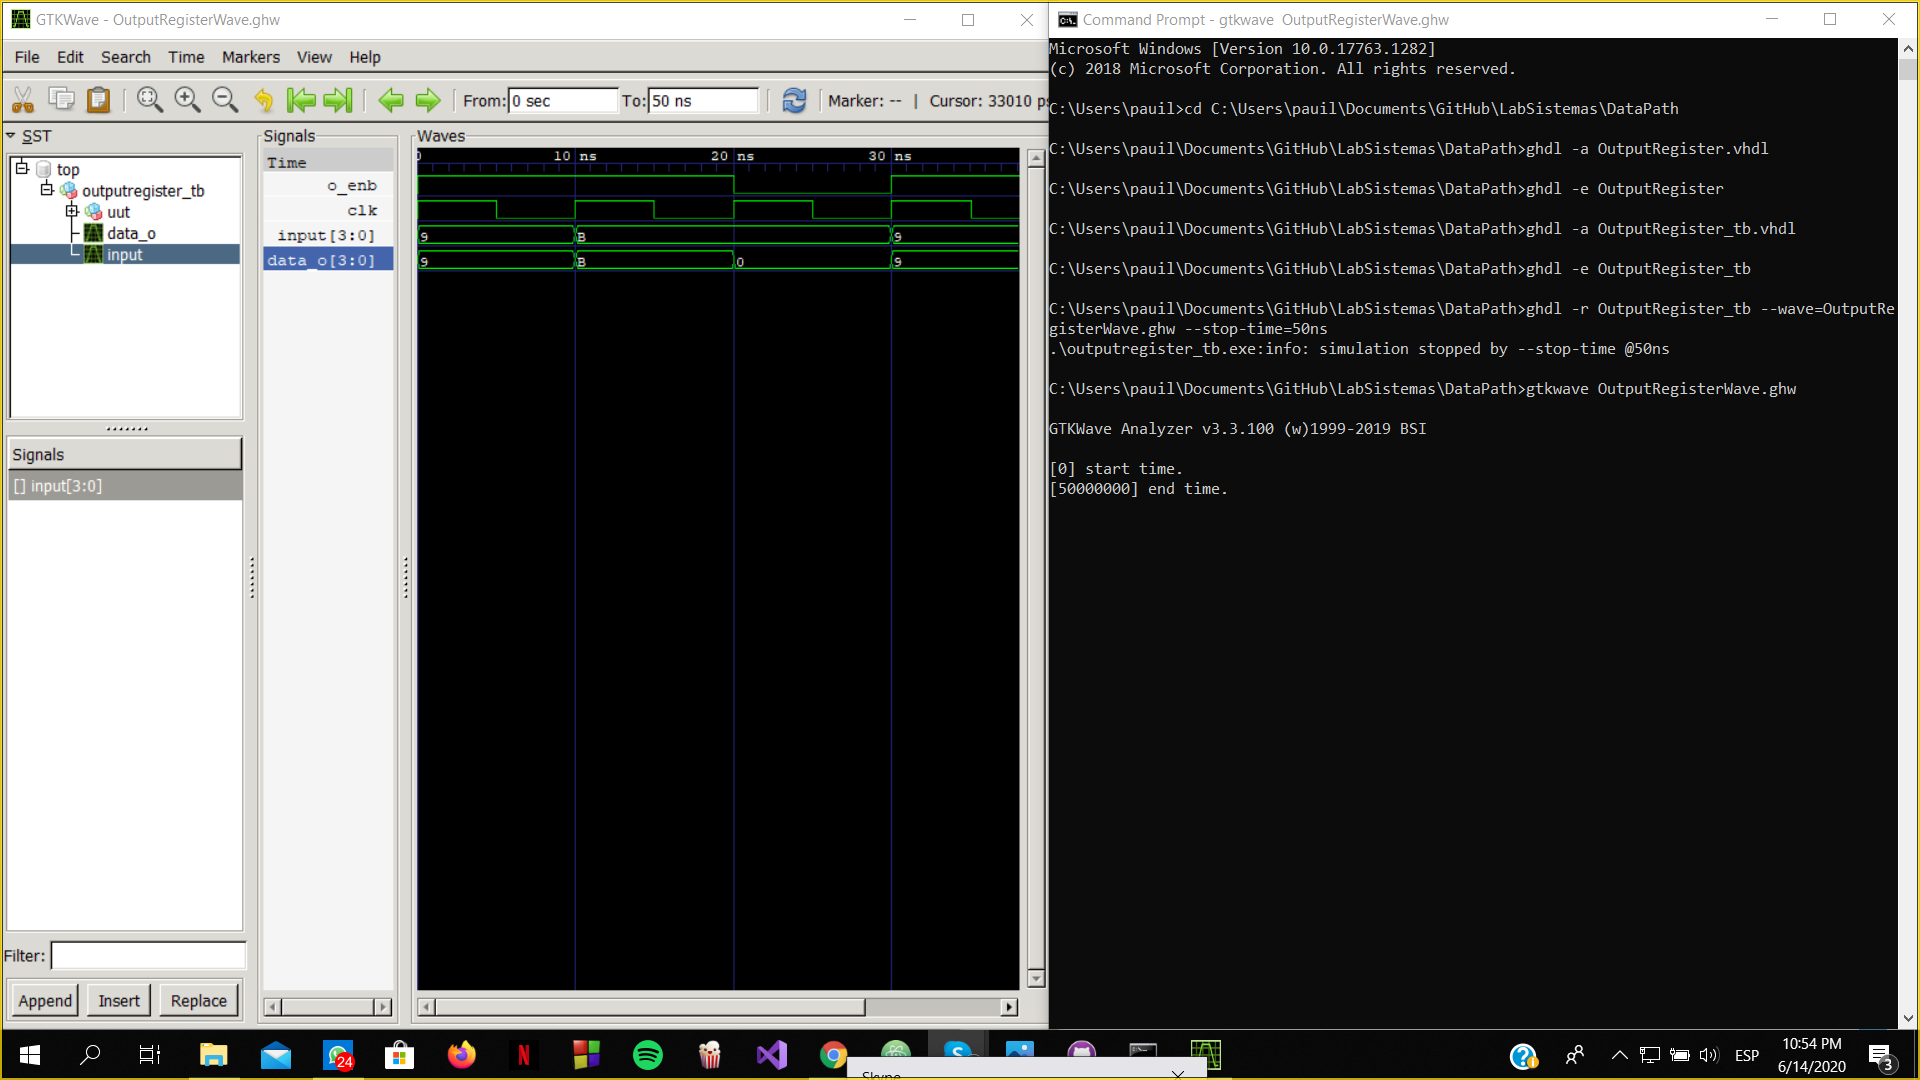 GTKWave - OutputRegisterWave.ghw
File Edit Search Time Markers View Help
From: 0 sec To: 50 ns Marker: -- | Cursor: 33010 ps
SST
top
outputregister_tb
uut
data_o
input
Signals
[] input[3:0]
Filter:
Append Insert Replace
Signals
Time
o_enb
clk
input[3:0]
data_o[3:0]
Waves
0 10 ns 20 ns 30 ns
9 B 9
9 B 0 9
Command Prompt - gtkwave OutputRegisterWave.ghw
Microsoft Windows [Version 10.0.17763.1282]
(c) 2018 Microsoft Corporation. All rights reserved.
C:\Users\pauil>cd C:\Users\pauil\Documents\GitHub\LabSistemas\DataPath
C:\Users\pauil\Documents\GitHub\LabSistemas\DataPath>ghdl -a OutputRegister.vhdl
C:\Users\pauil\Documents\GitHub\LabSistemas\DataPath>ghdl -e OutputRegister
C:\Users\pauil\Documents\GitHub\LabSistemas\DataPath>ghdl -a OutputRegister_tb.vhdl
C:\Users\pauil\Documents\GitHub\LabSistemas\DataPath>ghdl -e OutputRegister_tb
C:\Users\pauil\Documents\GitHub\LabSistemas\DataPath>ghdl -r OutputRegister_tb --wave=OutputRe
gisterWave.ghw --stop-time=50ns
.\outputregister_tb.exe:info: simulation stopped by --stop-time @50ns
C:\Users\pauil\Documents\GitHub\LabSistemas\DataPath>gtkwave OutputRegisterWave.ghw
GTKWave Analyzer v3.3.100 (w)1999-2019 BSI
[0] start time.
[50000000] end time.
24
Skype
ESP
10:54 PM
6/14/2020
3